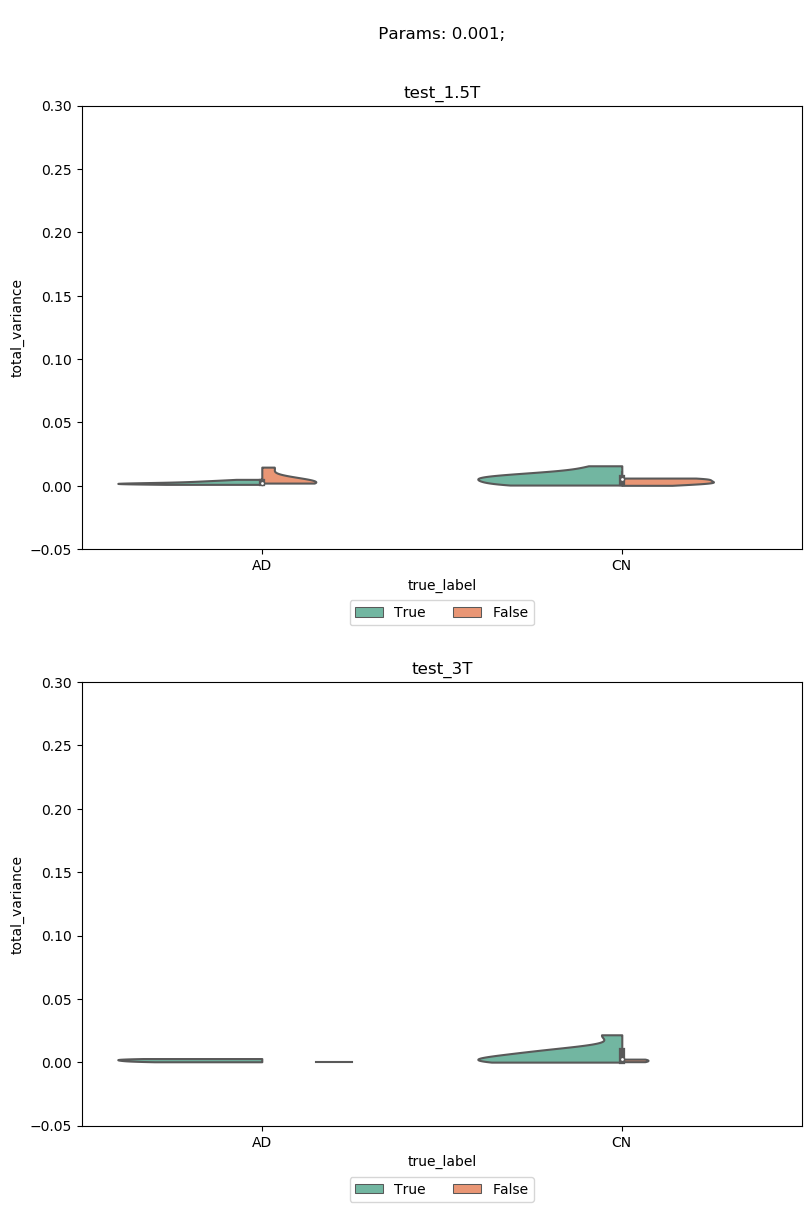 Params: 0.001;
test_1.5T
0.30
0.25
0.20
0.15
0.10
0.05
0.00
−0.05
total_variance
AD CN
true_label
True False
test_3T
0.30
0.25
0.20
0.15
0.10
0.05
0.00
−0.05
total_variance
AD CN
true_label
True False